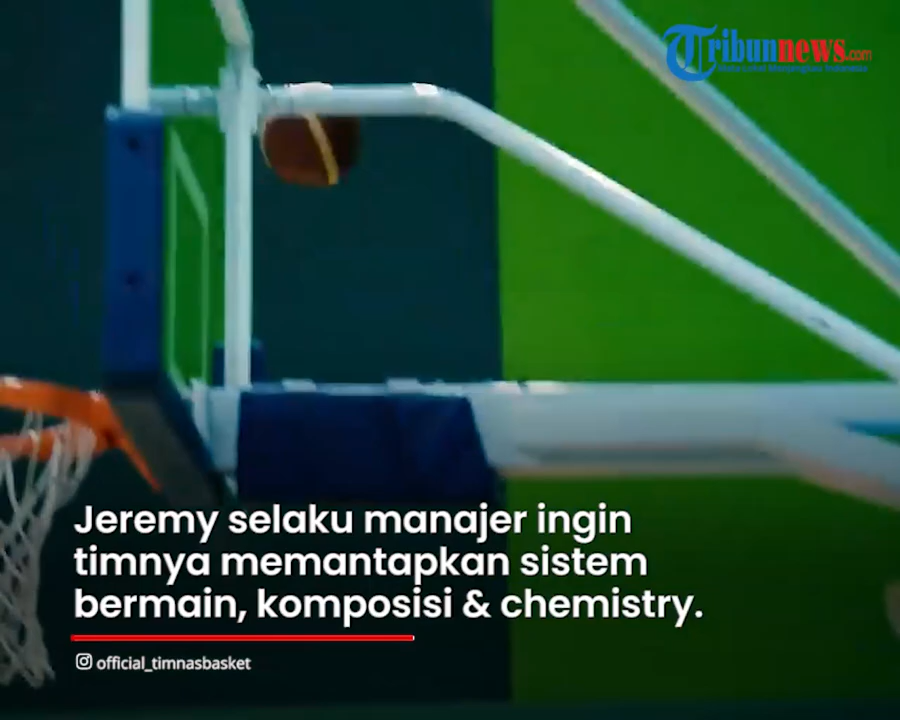 Tribunnews.com
Jeremy selaku manajer ingin
timnya memantapkan sistem
bermain, komposisi & chemistry.
official_timnasbasket